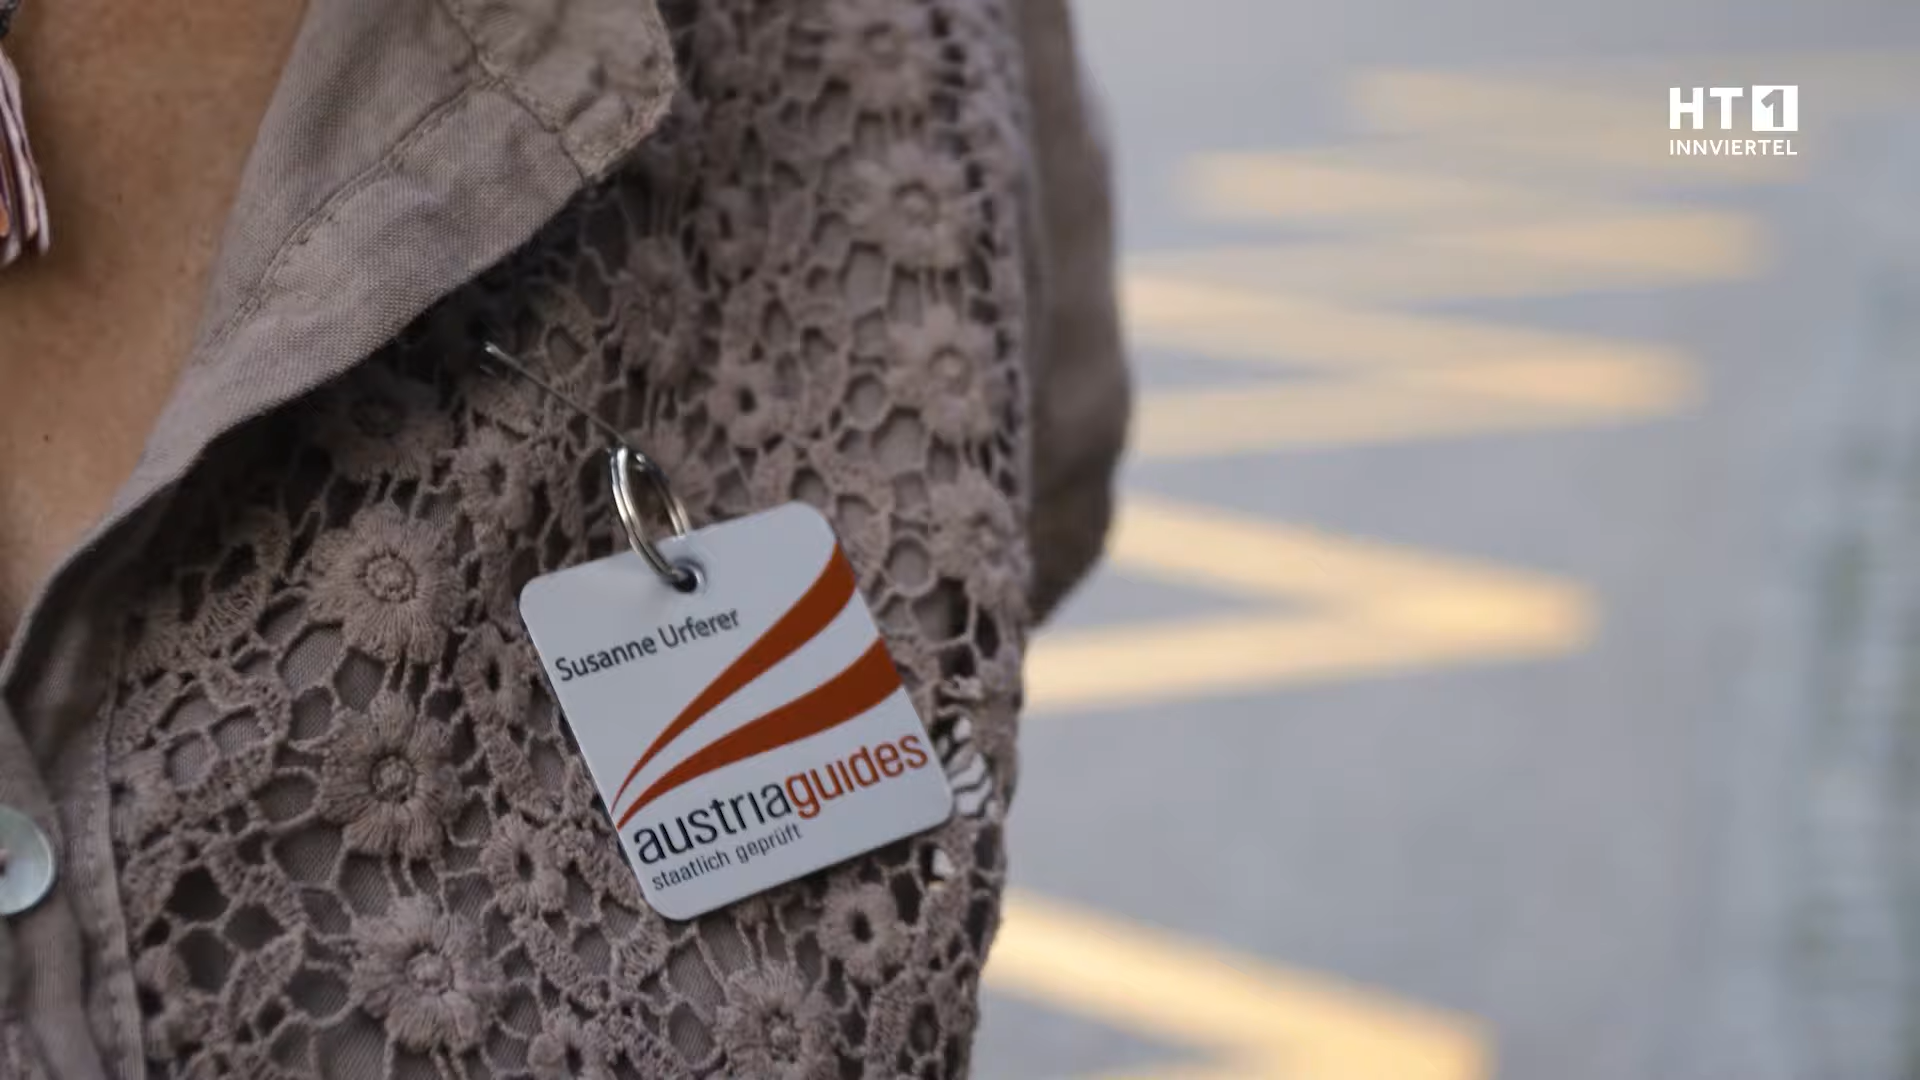 HT1
INNVIERTEL
Susanne Urferer
austriaguides
staatlich geprüft